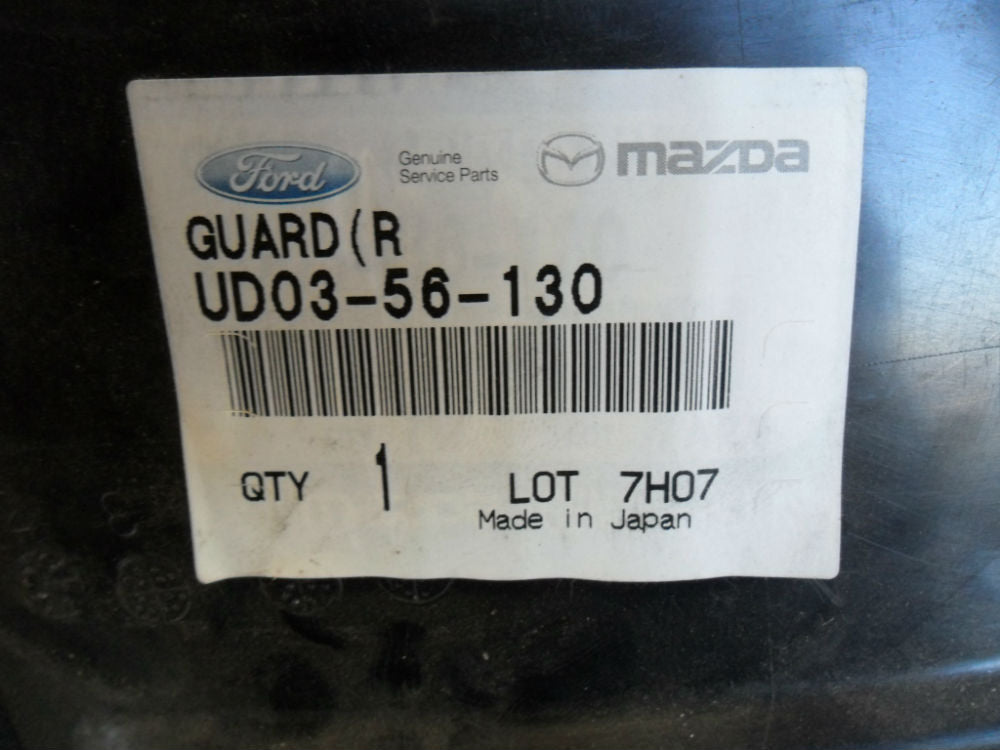 Ford Genuine mazda
Service Parts
GUARD(R
UD03-56-130
QTY 1 LOT 7H07
Made in Japan